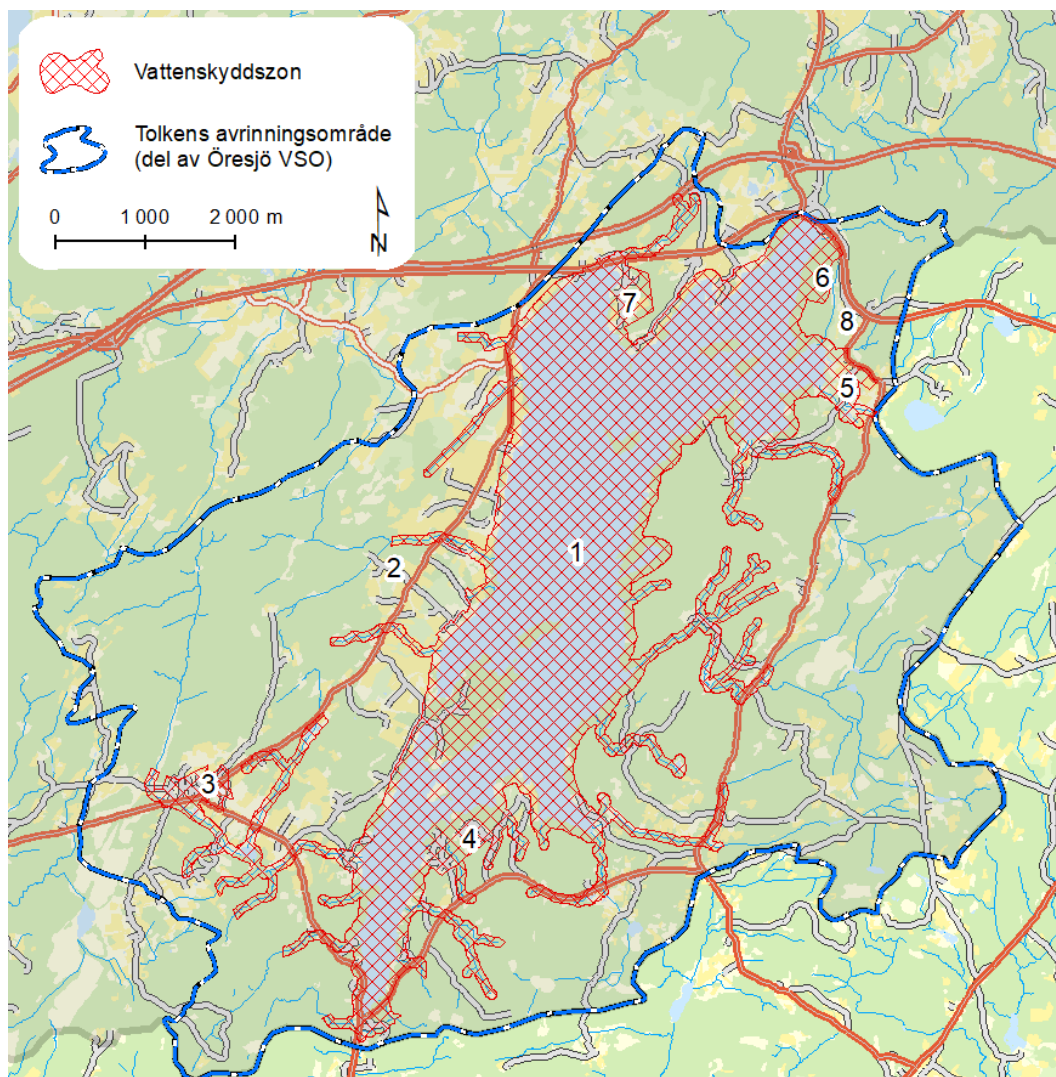 Vattenskyddszon
Tolkens avrinningsområde
(del av Öresjö VSO)
0 1 000 2 000 m
N
6
7
8
5
1
2
3
4